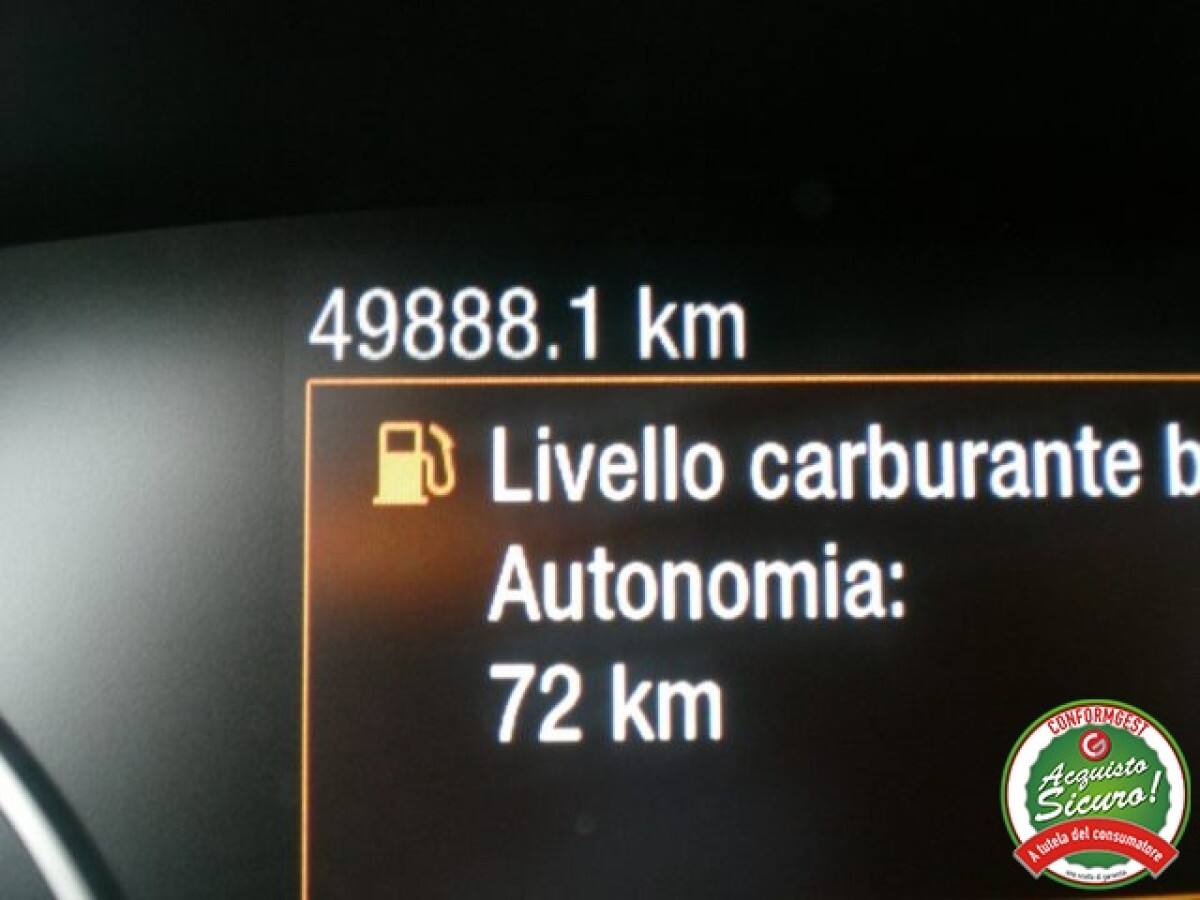 49888.1 km
Livello carburante b
Autonomia:
72 km
CONFORMGEST
Acquisto
Sicuro!
A tutela del consumatore